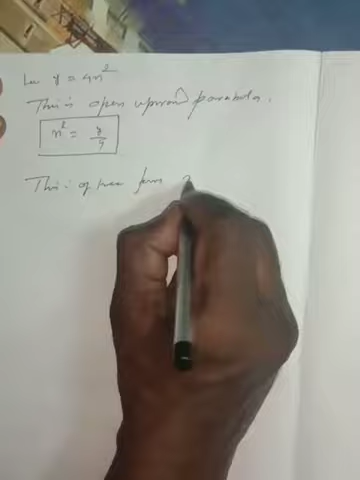 Let y = 4x²
This is open upward parabola.
x² = y/4
This is of the form